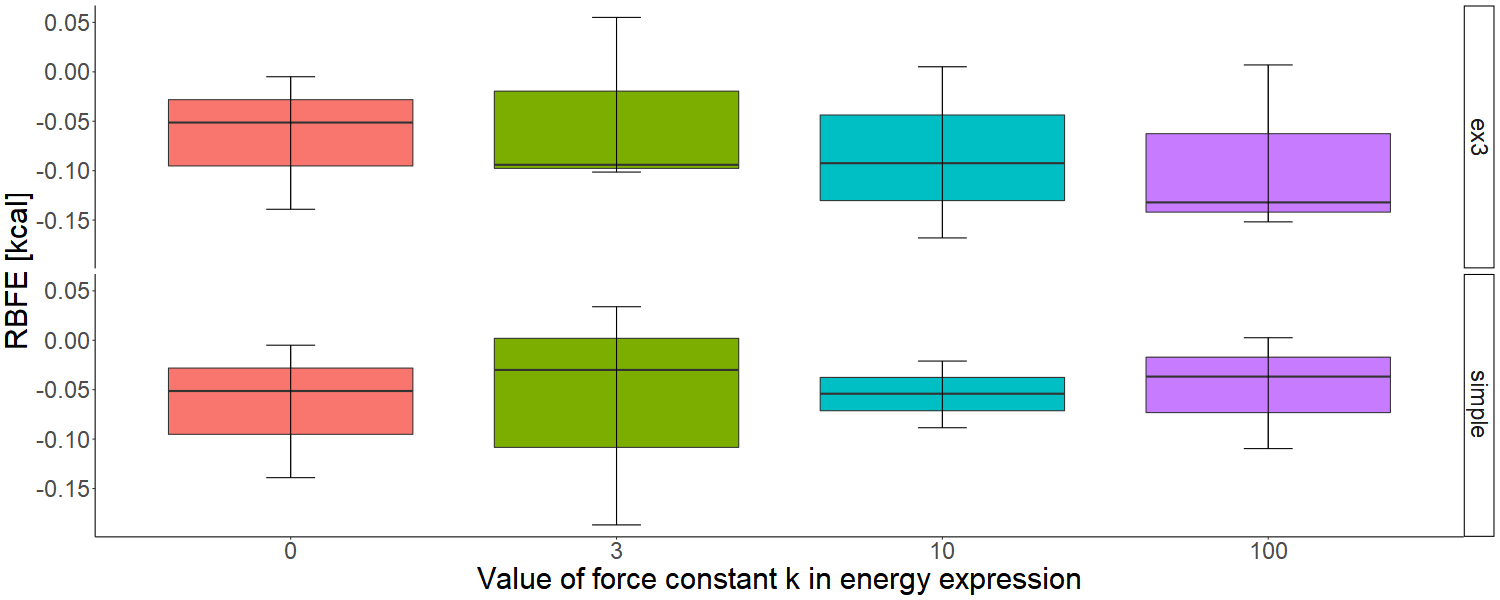 RBFE [kcal]
0.05
0.00
-0.05
-0.10
-0.15
ex3
0.05
0.00
-0.05
-0.10
-0.15
simple
0 3 10 100
Value of force constant k in energy expression